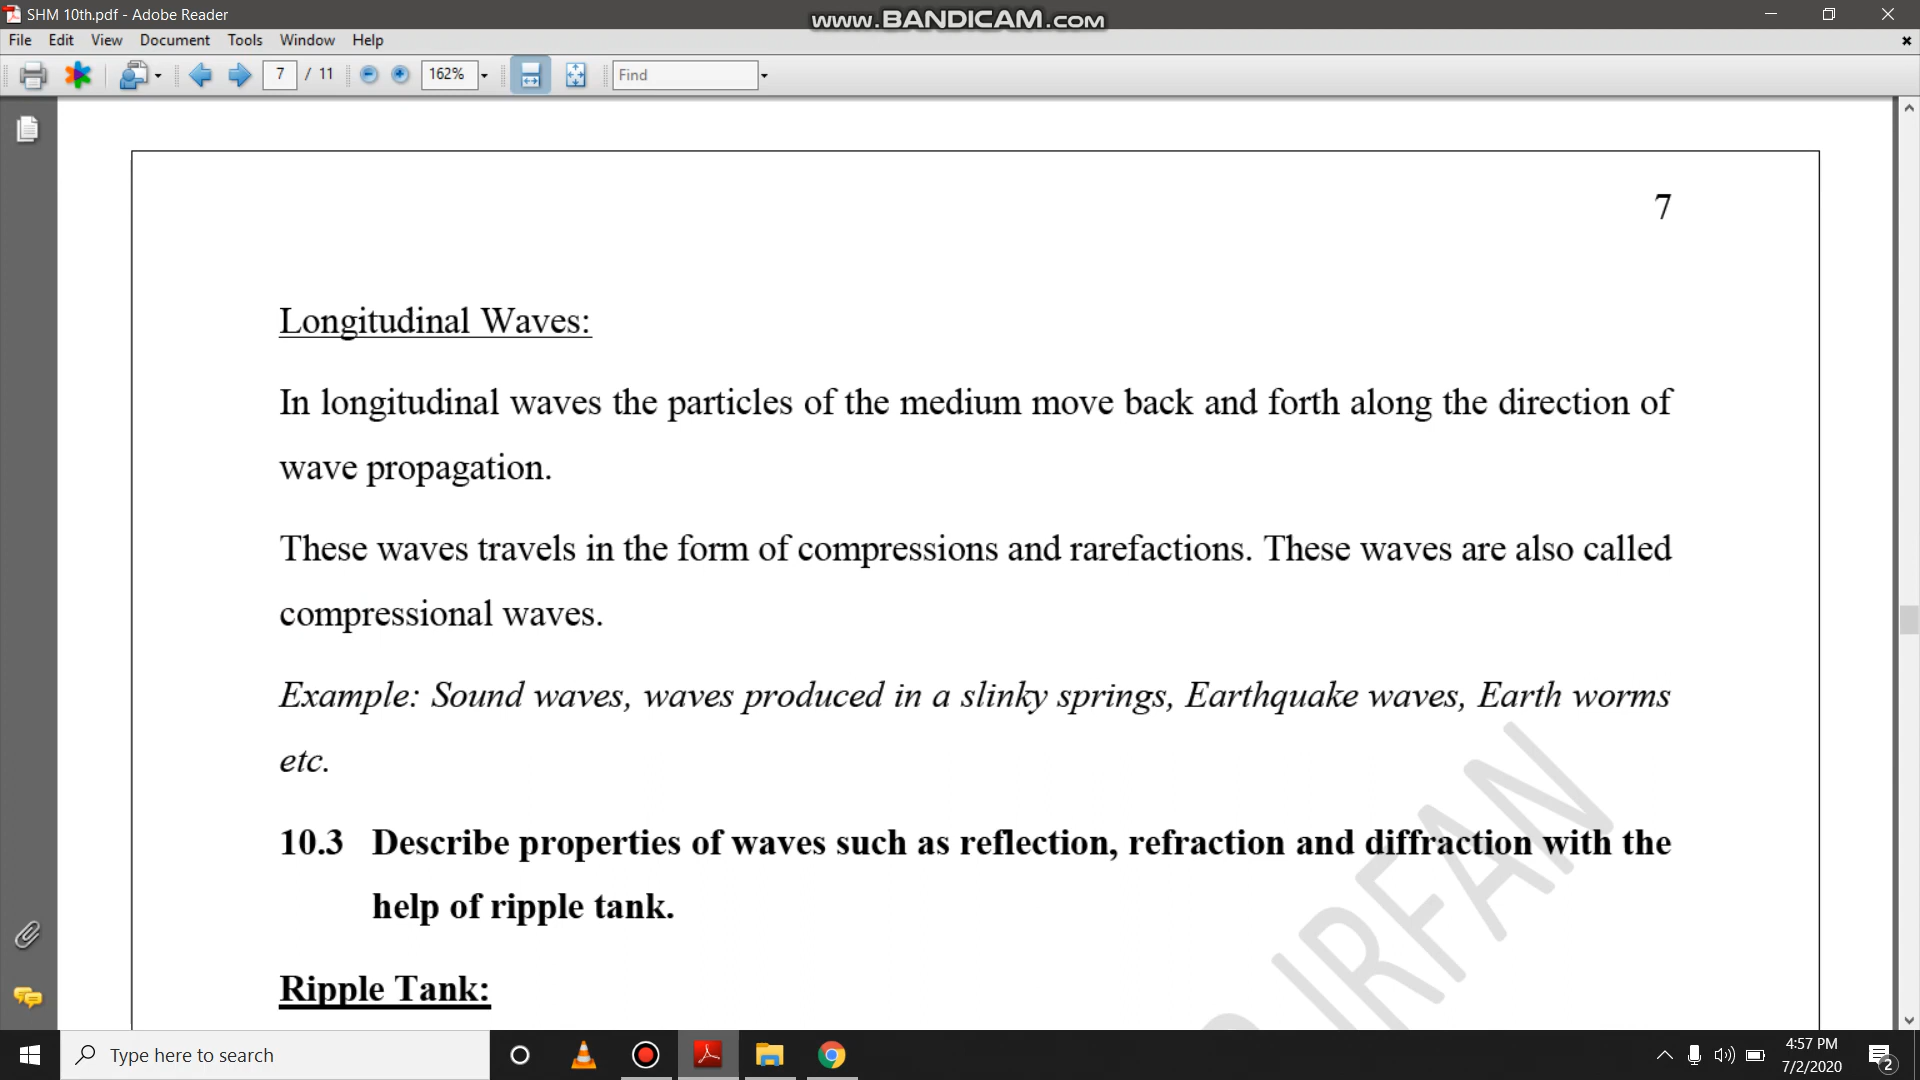 SHM 10th.pdf - Adobe Reader
www.BANDICAM.com
File Edit View Document Tools Window Help
7 / 11 162% Find
7
Longitudinal Waves:
In longitudinal waves the particles of the medium move back and forth along the direction of
wave propagation.
These waves travels in the form of compressions and rarefactions. These waves are also called
compressional waves.
Example: Sound waves, waves produced in a slinky springs, Earthquake waves, Earth worms
etc.
10.3 Describe properties of waves such as reflection, refraction and diffraction with the
help of ripple tank.
Ripple Tank:
IRFAN
Type here to search
4:57 PM
7/2/2020
2